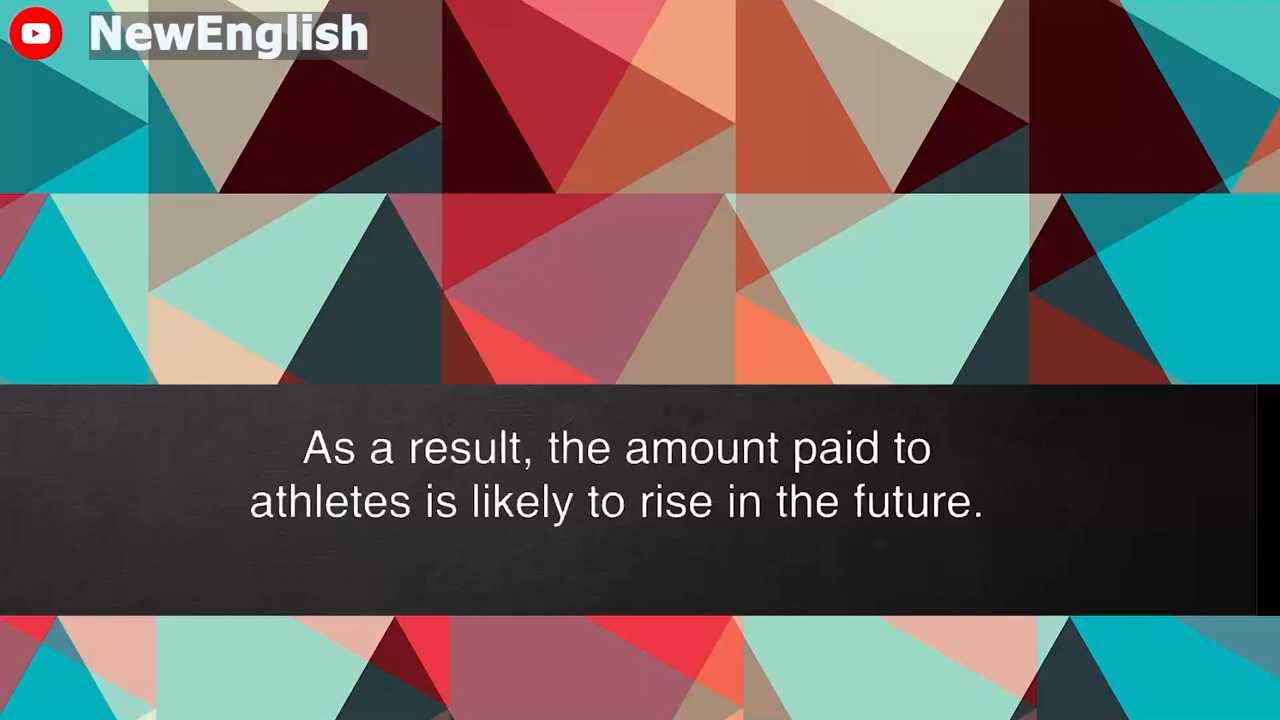 NewEnglish
As a result, the amount paid to
athletes is likely to rise in the future.